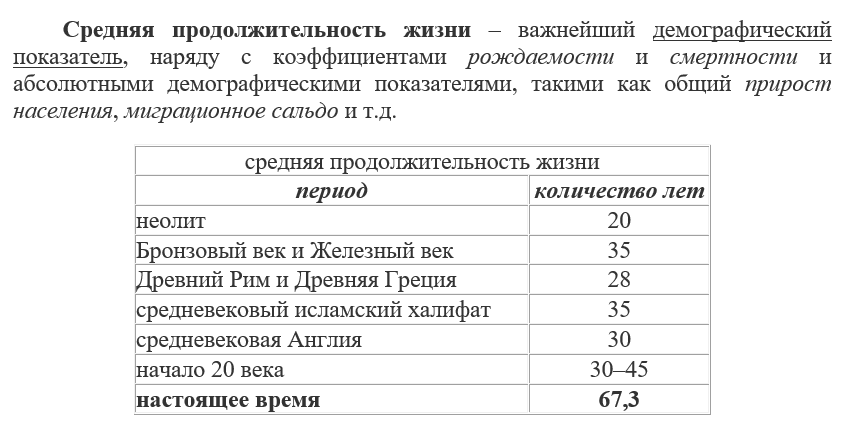 Средняя продолжительность жизни – важнейший демографический
показатель, наряду с коэффициентами рождаемости и смертности и
абсолютными демографическими показателями, такими как общий прирост
населения, миграционное сальдо и т.д.
средняя продолжительность жизни
период количество лет
неолит 20
Бронзовый век и Железный век 35
Древний Рим и Древняя Греция 28
средневековый исламский халифат 35
средневековая Англия 30
начало 20 века 30–45
настоящее время 67,3